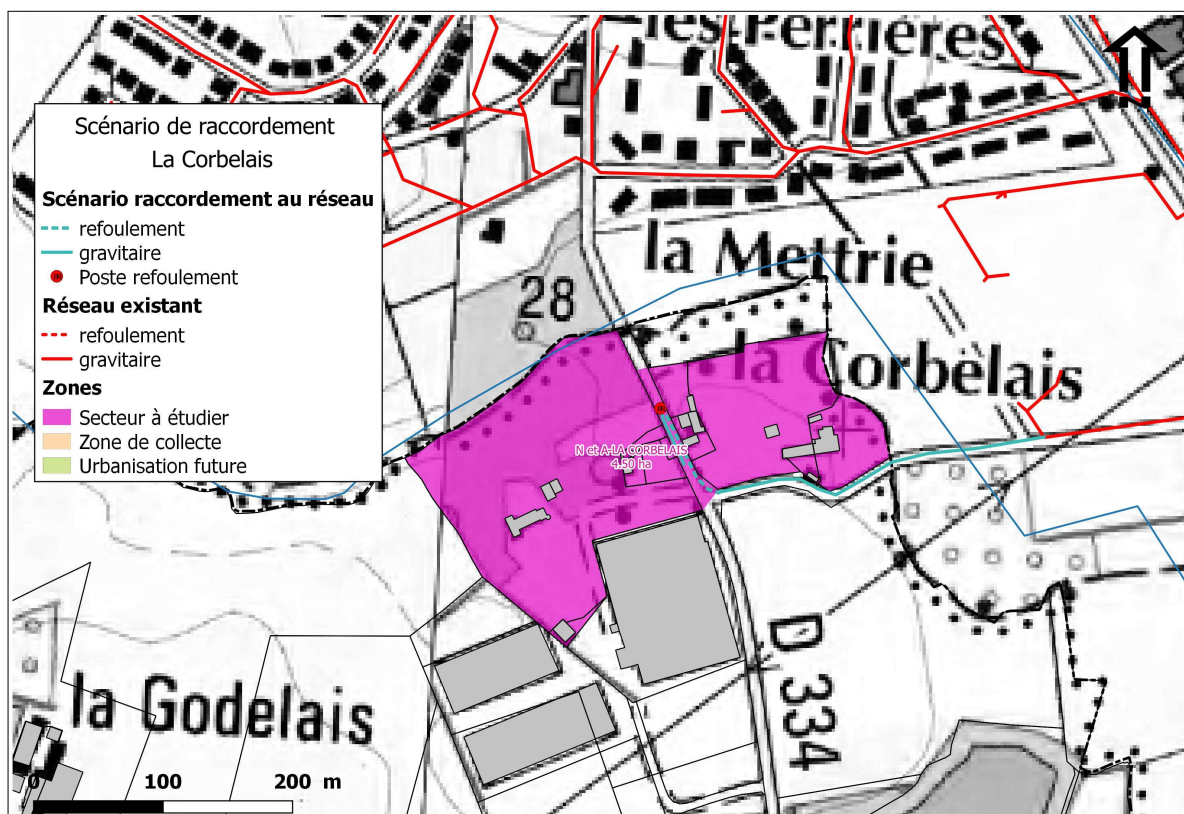 Scénario de raccordement
La Corbelais
Scénario raccordement au réseau
refoulement
gravitaire
Poste refoulement
Réseau existant
refoulement
gravitaire
Zones
Secteur à étudier
Zone de collecte
Urbanisation future
les Perrières
la Mettrie
28
la Corbelais
N et A-LA CORBELAIS
4.50 ha
D 334
la Godelais
0 100 200 m